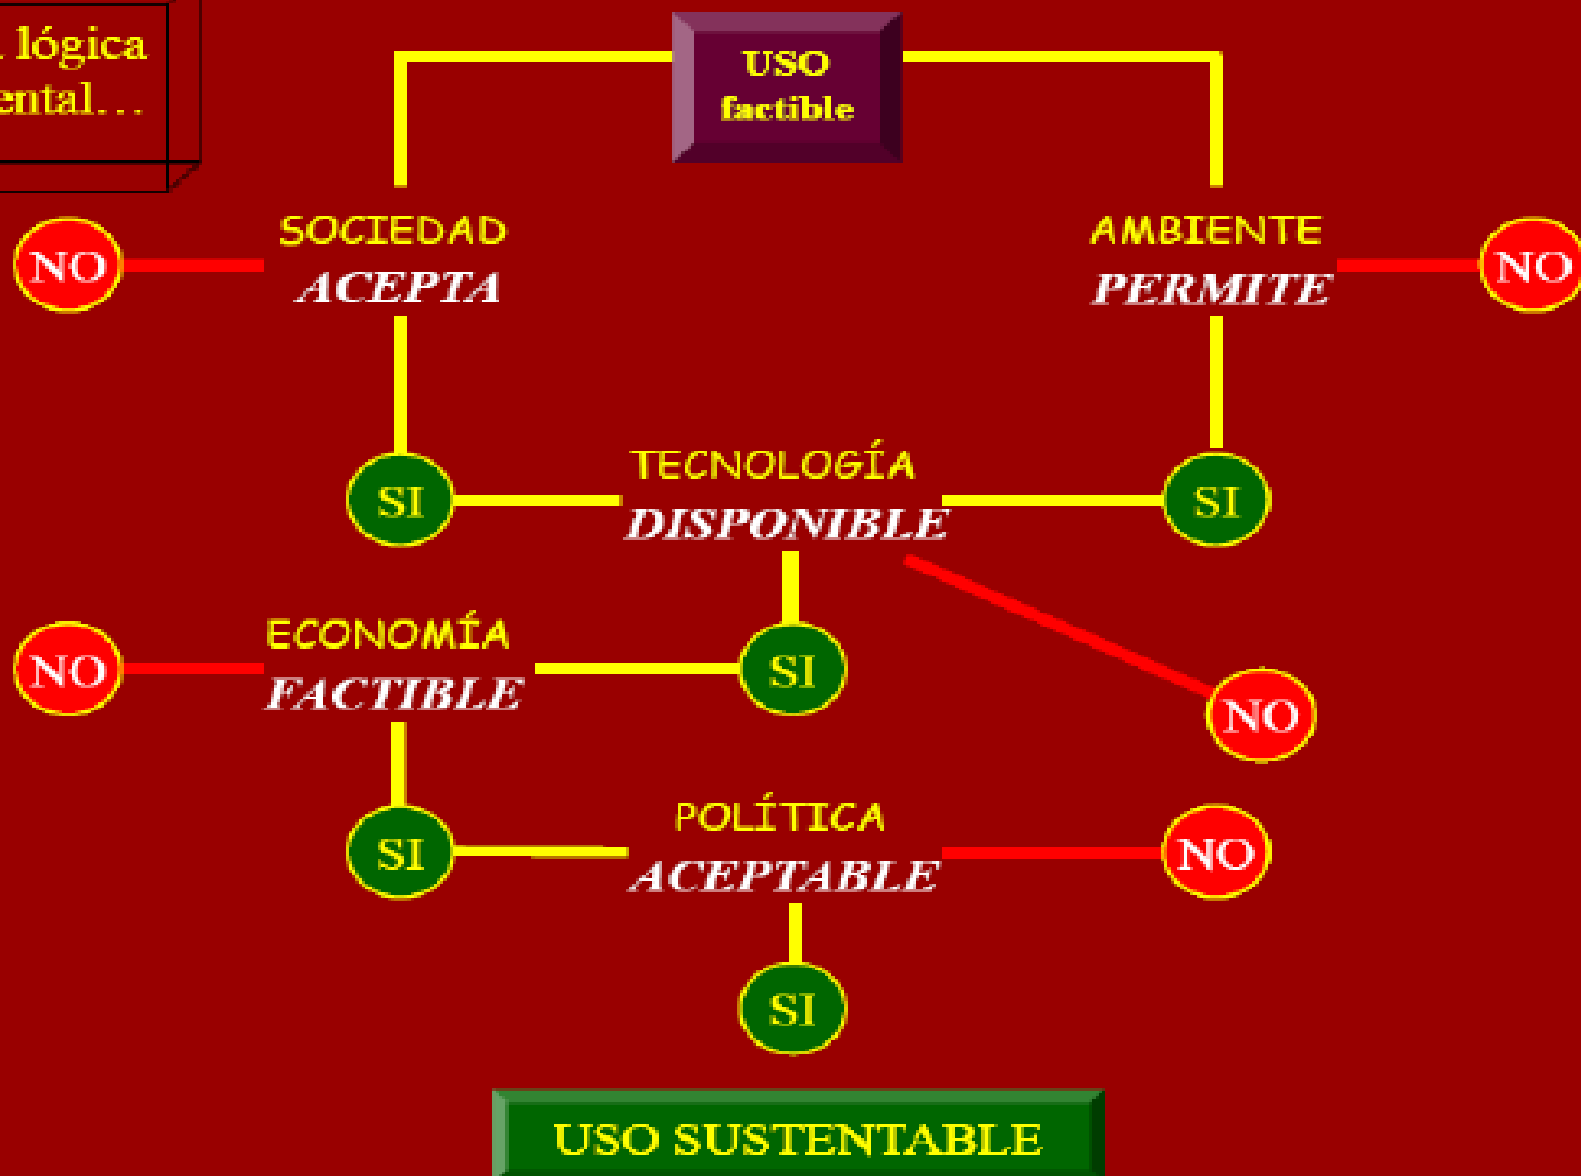 lógica
ental...
USO
factible
SOCIEDAD
ACEPTA
NO
AMBIENTE
PERMITE
NO
SI
TECNOLOGÍA
DISPONIBLE
SI
NO
ECONOMÍA
FACTIBLE
SI
NO
SI
POLÍTICA
ACEPTABLE
NO
SI
USO SUSTENTABLE